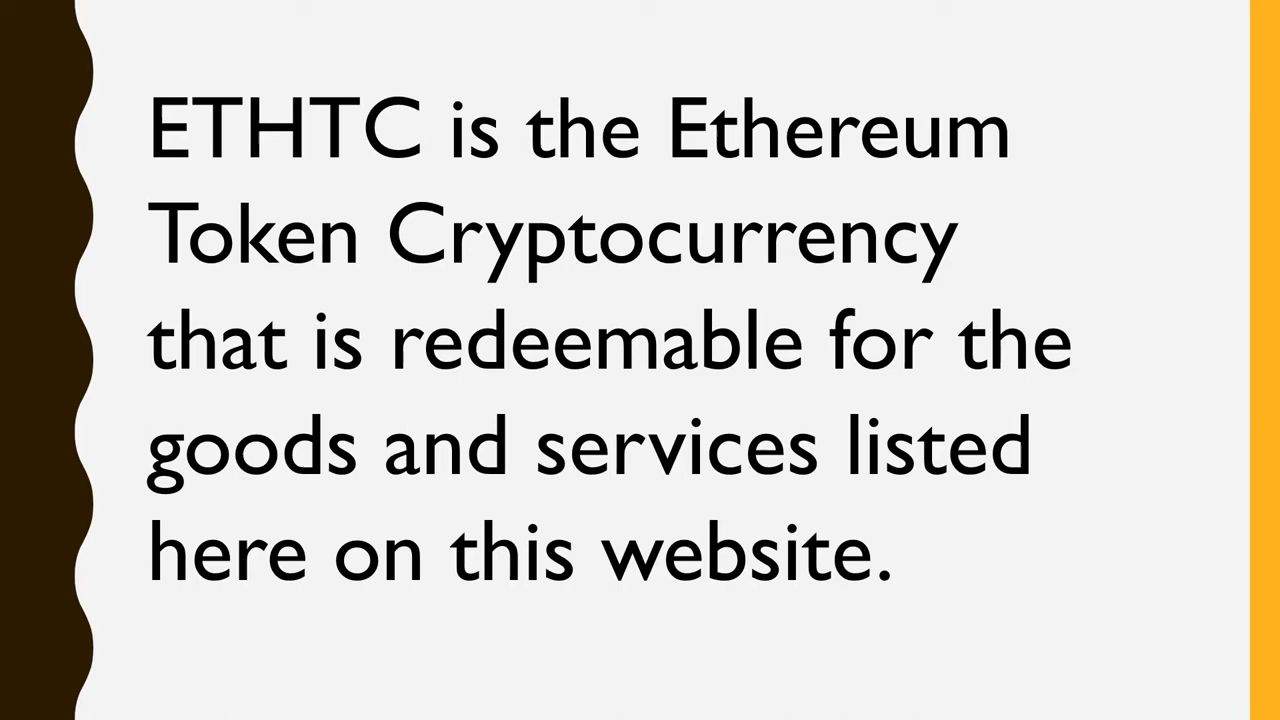 ETHTC is the Ethereum
Token Cryptocurrency
that is redeemable for the
goods and services listed
here on this website.